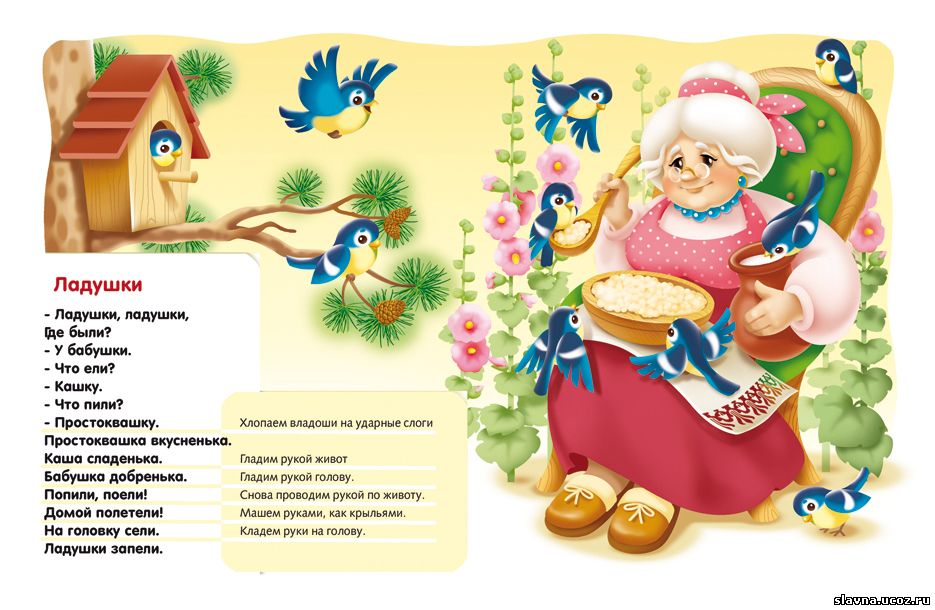 Ладушки
- Ладушки, ладушки,
Где были?
- У бабушки.
- Что ели?
- Кашку.
- Что пили?
- Простоквашку. Хлопаем владоши на ударные слоги
Простоквашка вкусненька.
Каша сладенька. Гладим рукой живот
Бабушка добренька. Гладим рукой голову.
Попили, поели! Снова проводим рукой по животу.
Домой полетели! Машем руками, как крыльями.
На головку сели. Кладем руки на голову.
Ладушки запели.
slavna.ucoz.ru